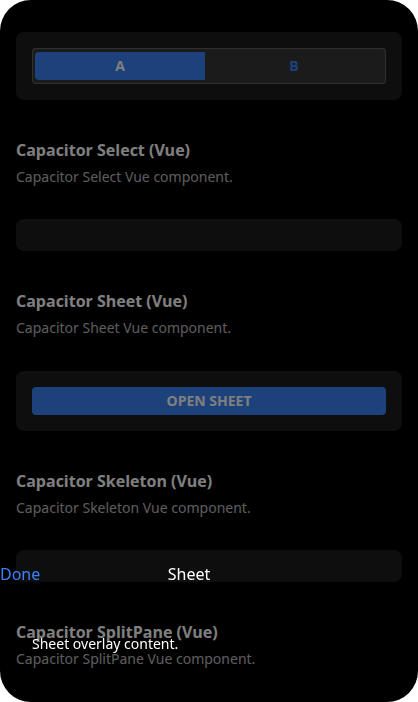 A B
Capacitor Select (Vue)
Capacitor Select Vue component.
Capacitor Sheet (Vue)
Capacitor Sheet Vue component.
OPEN SHEET
Capacitor Skeleton (Vue)
Capacitor Skeleton Vue component.
Done Sheet
Capacitor SplitPane (Vue)
Sheet overlay content.
Capacitor SplitPane Vue component.